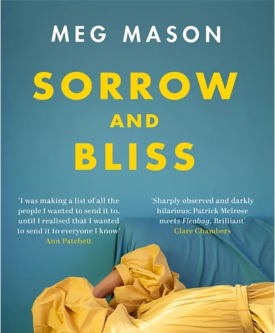 MEG MASON
SORROW
AND
BLISS
‘I was making a list of all the
people I wanted to send it to,
until I realised that I wanted
to send it to everyone I know’
Ann Patchett
‘Sharply observed and darkly
hilarious: Patrick Melrose
meets Fleabag. Brilliant’
Clare Chambers